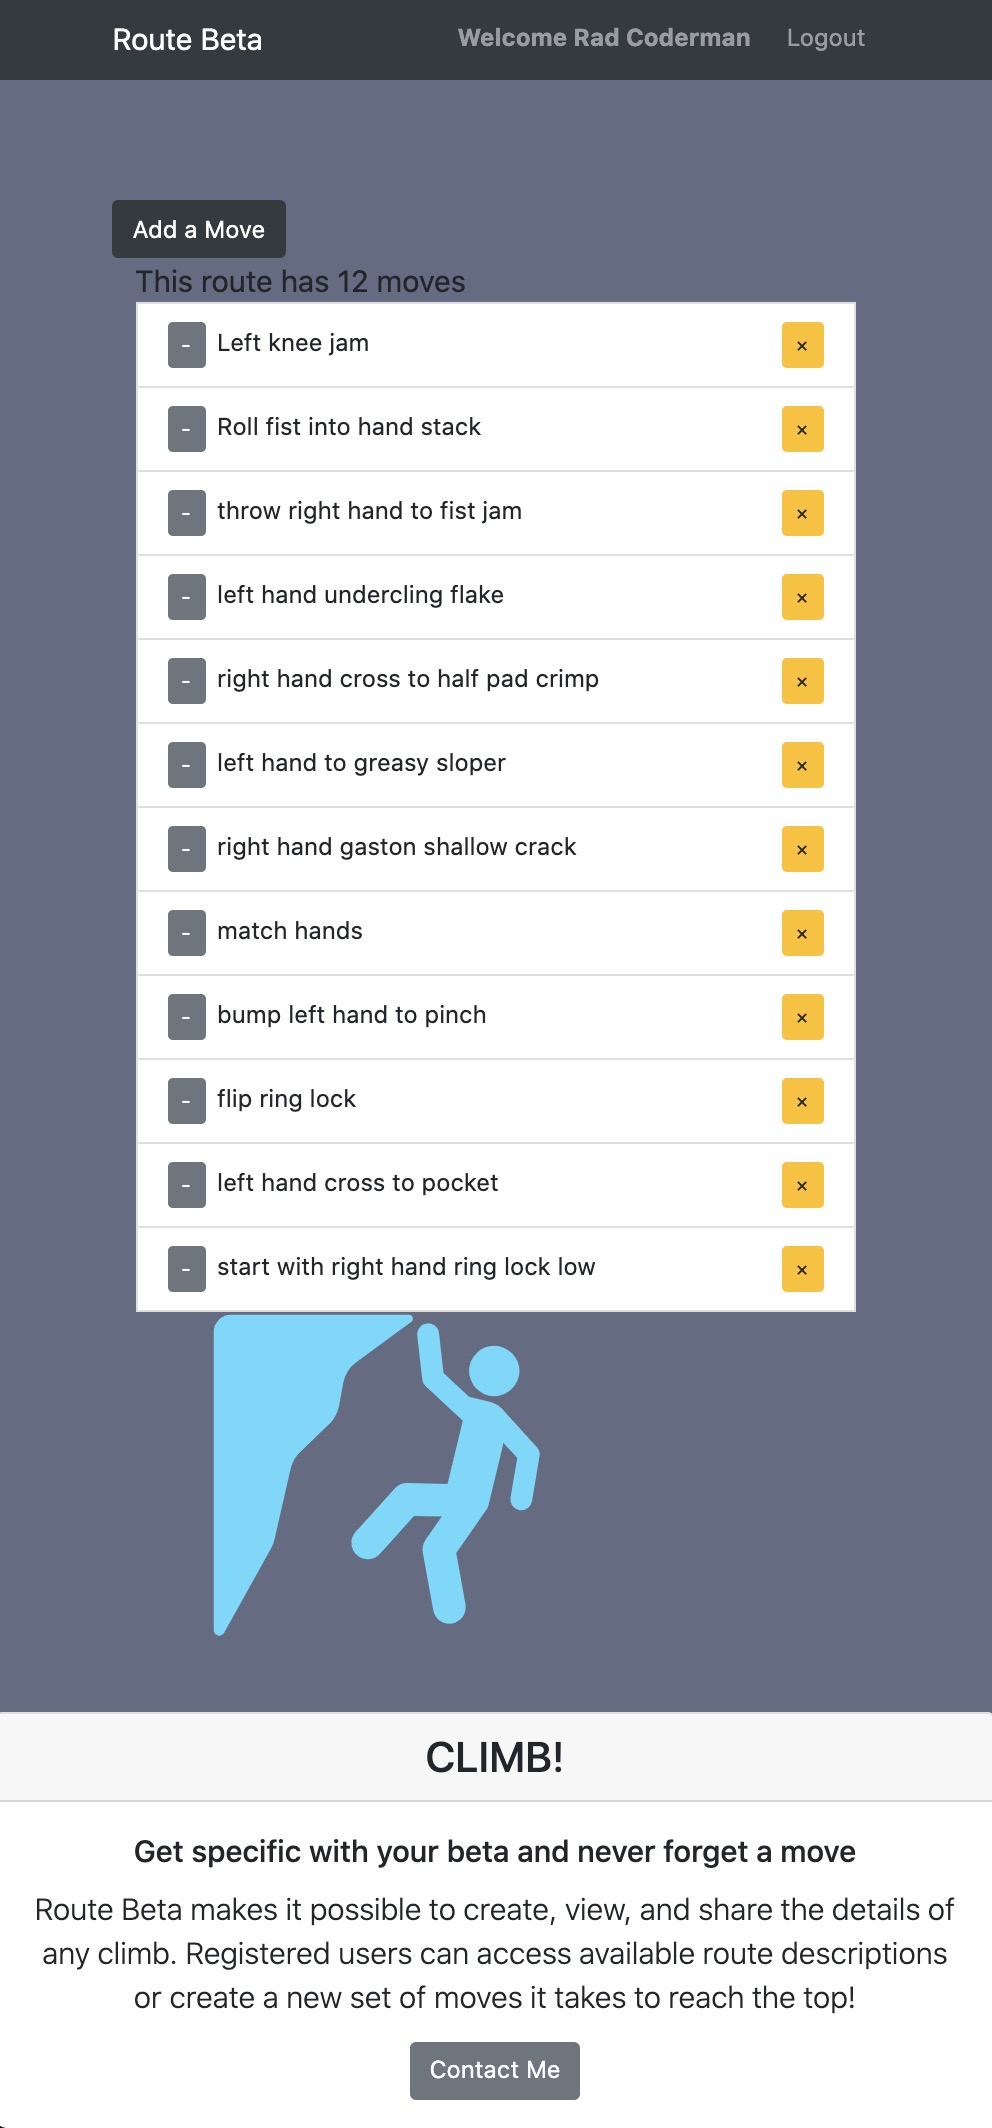 Route Beta Welcome Rad Coderman Logout
Add a Move
This route has 12 moves
- Left knee jam ×
- Roll fist into hand stack ×
- throw right hand to fist jam ×
- left hand undercling flake ×
- right hand cross to half pad crimp ×
- left hand to greasy sloper ×
- right hand gaston shallow crack ×
- match hands ×
- bump left hand to pinch ×
- flip ring lock ×
- left hand cross to pocket ×
- start with right hand ring lock low ×
CLIMB!
Get specific with your beta and never forget a move
Route Beta makes it possible to create, view, and share the details of
any climb. Registered users can access available route descriptions
or create a new set of moves it takes to reach the top!
Contact Me